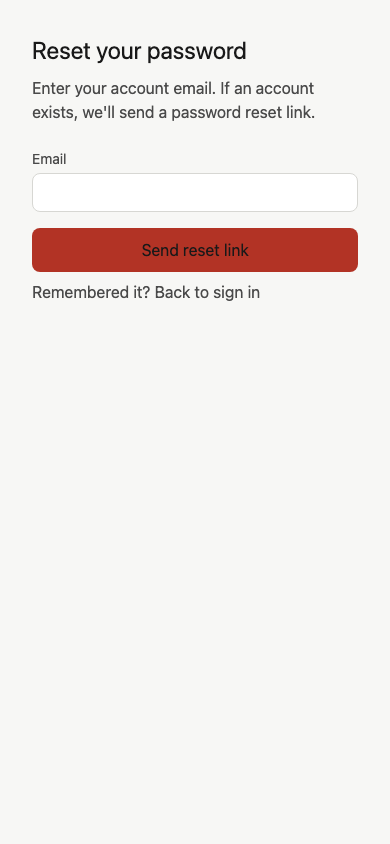 Reset your password
Enter your account email. If an account
exists, we'll send a password reset link.
Email
Send reset link
Remembered it? Back to sign in